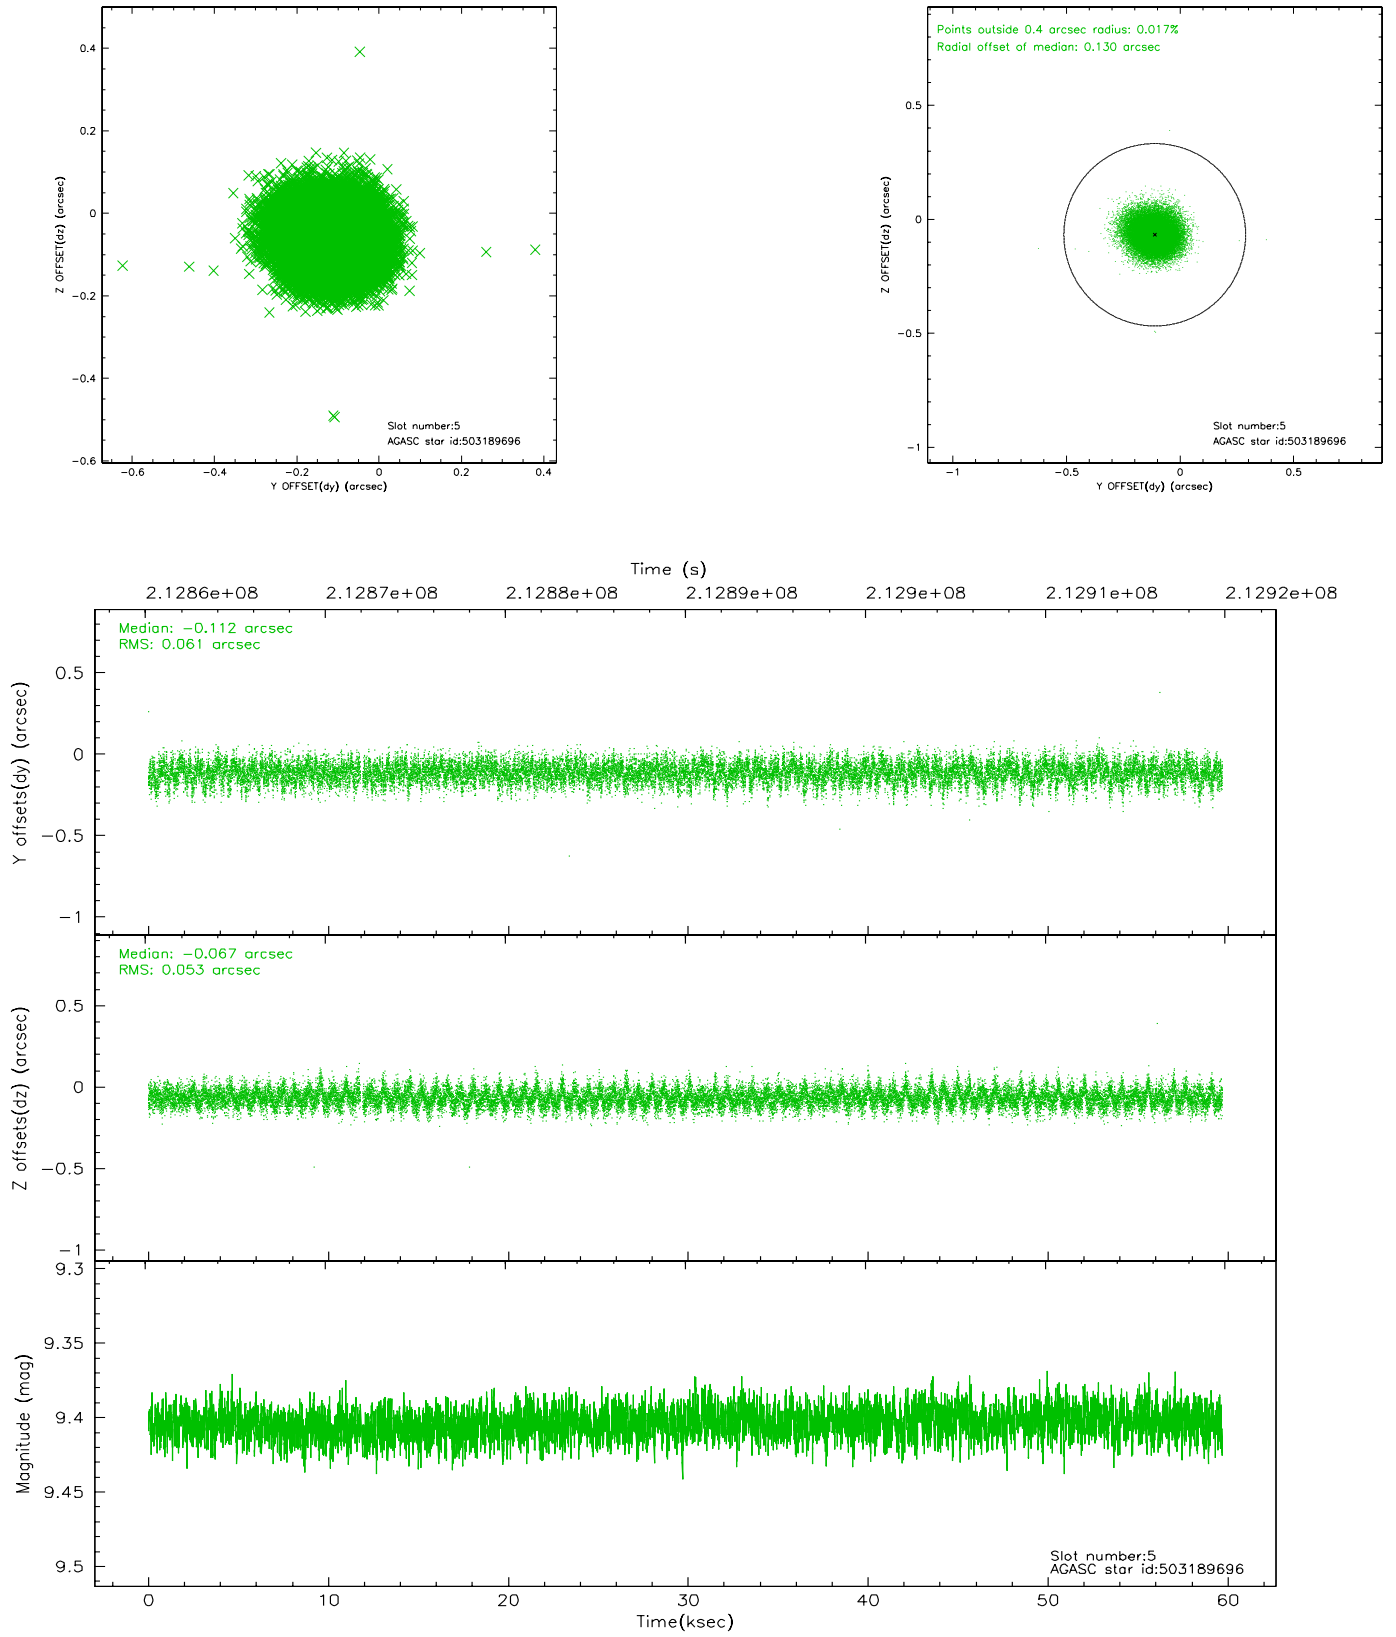 0.4
0.2
0
−0.2
−0.4
−0.6
Z OFFSET(dz) (arcsec)
Slot number:5
AGASC star id:503189696
−0.6 −0.4 −0.2 0 0.2 0.4
Y OFFSET(dy) (arcsec)
Points outside 0.4 arcsec radius: 0.017%
Radial offset of median: 0.130 arcsec
0.5
0
−0.5
−1
Z OFFSET(dz) (arcsec)
Slot number:5
AGASC star id:503189696
−1 −0.5 0 0.5
Y OFFSET(dy) (arcsec)
Time (s)
2.1286e+08 2.1287e+08 2.1288e+08 2.1289e+08 2.129e+08 2.1291e+08 2.1292e+08
Median: −0.112 arcsec
RMS: 0.061 arcsec
0.5
0
−0.5
−1
Y offsets(dy) (arcsec)
Median: −0.067 arcsec
RMS: 0.053 arcsec
0.5
0
−0.5
−1
Z offsets(dz) (arcsec)
9.3
9.35
9.4
9.45
9.5
Magnitude (mag)
Slot number:5
AGASC star id:503189696
0 10 20 30 40 50 60
Time(ksec)